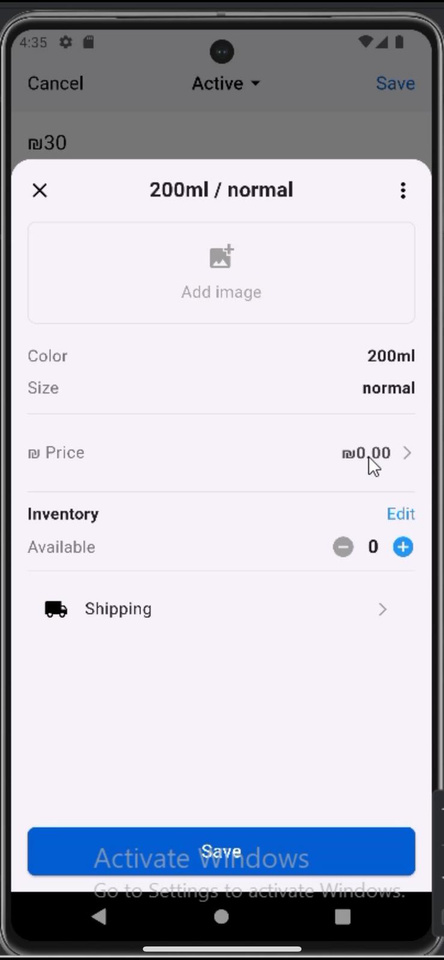 4:35
Cancel
Active
Save
₪30
200ml / normal
Add image
Color 200ml
Size normal
₪ Price ₪0.00
Inventory Edit
Available 0
Shipping
Save
Activate Windows
Go to Settings to activate Windows.